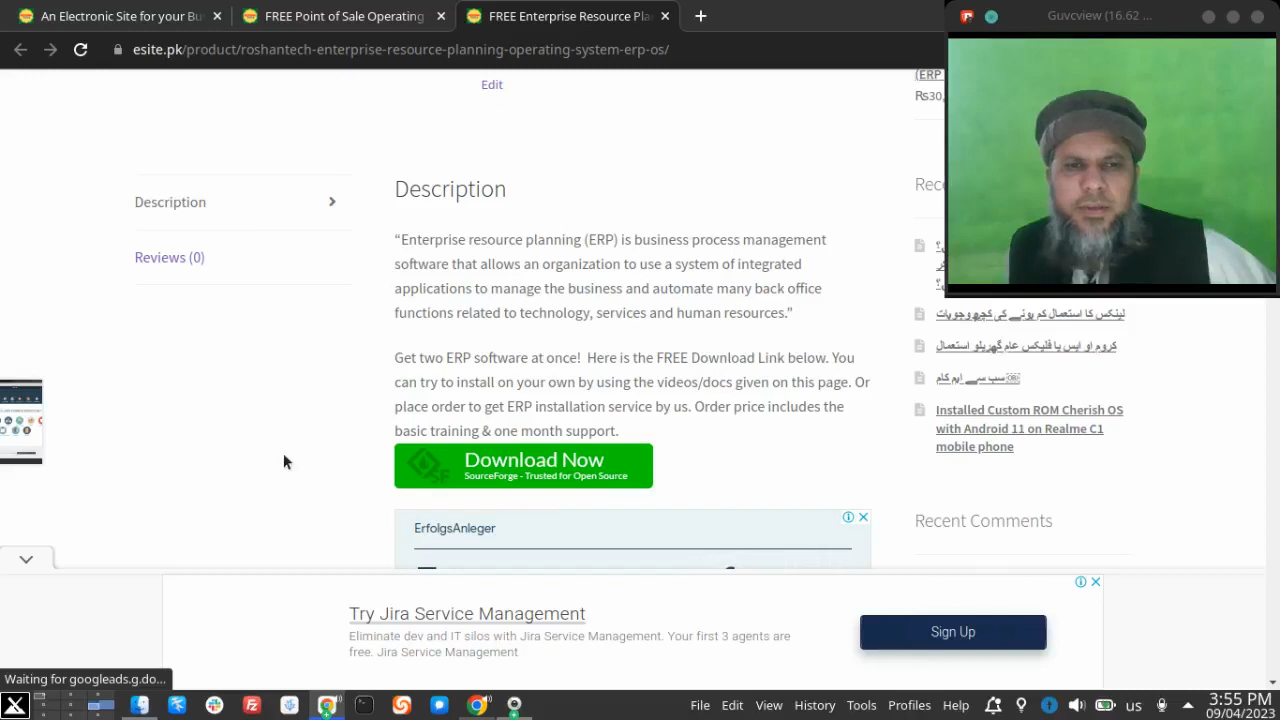 An Electronic Site for your Bu
FREE Point of Sale Operating
FREE Enterprise Resource Pla
Guvcview (16.62 ...
esite.pk/product/roshantech-enterprise-resource-planning-operating-system-erp-os/
Edit
(ERP
₨30,
Description
Reviews (0)
Description
“Enterprise resource planning (ERP) is business process management
software that allows an organization to use a system of integrated
applications to manage the business and automate many back office
functions related to technology, services and human resources.”
Get two ERP software at once! Here is the FREE Download Link below. You
can try to install on your own by using the videos/docs given on this page. Or
place order to get ERP installation service by us. Order price includes the
basic training & one month support.
Download Now
SF
SourceForge - Trusted for Open Source
ErfolgsAnleger
Rec
لینکس کا استعمال کم ہونے کی کچھ وجوہات
کروم او ایس یا فلیکس عام گھریلو استعمال
سب سے اہم کام
Installed Custom ROM Cherish OS
with Android 11 on Realme C1
mobile phone
Recent Comments
Try Jira Service Management
Eliminate dev and IT silos with Jira Service Management. Your first 3 agents are
free. Jira Service Management
Sign Up
Waiting for googleads.g.do...
File Edit View History Tools Profiles Help
us
3:55 PM
09/04/2023